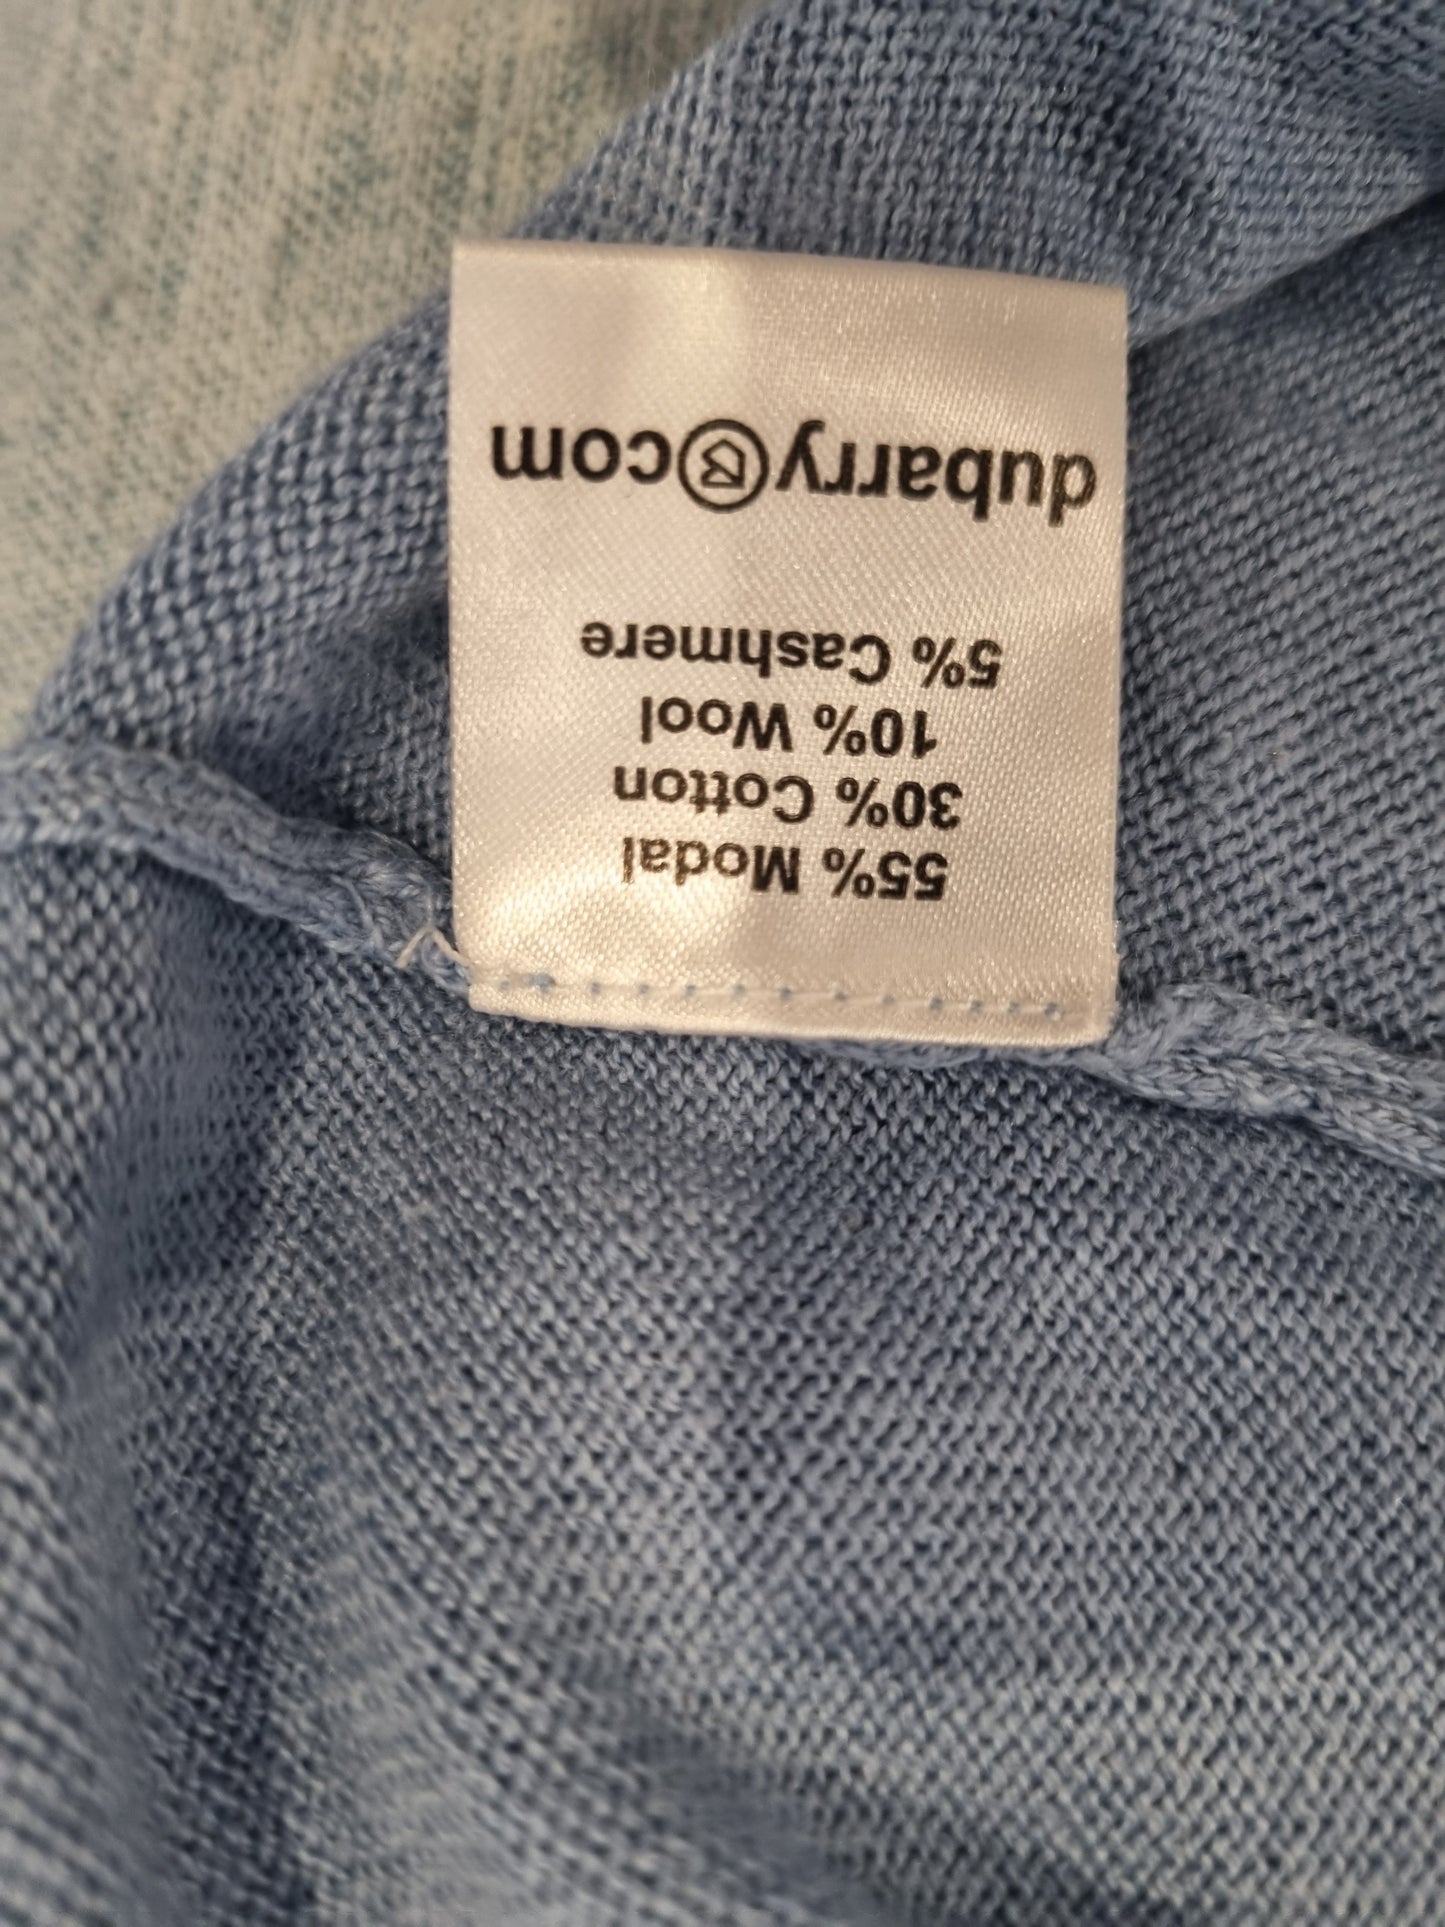 dubarry.com
5% Cashmere
10% Wool
30% Cotton
55% Modal